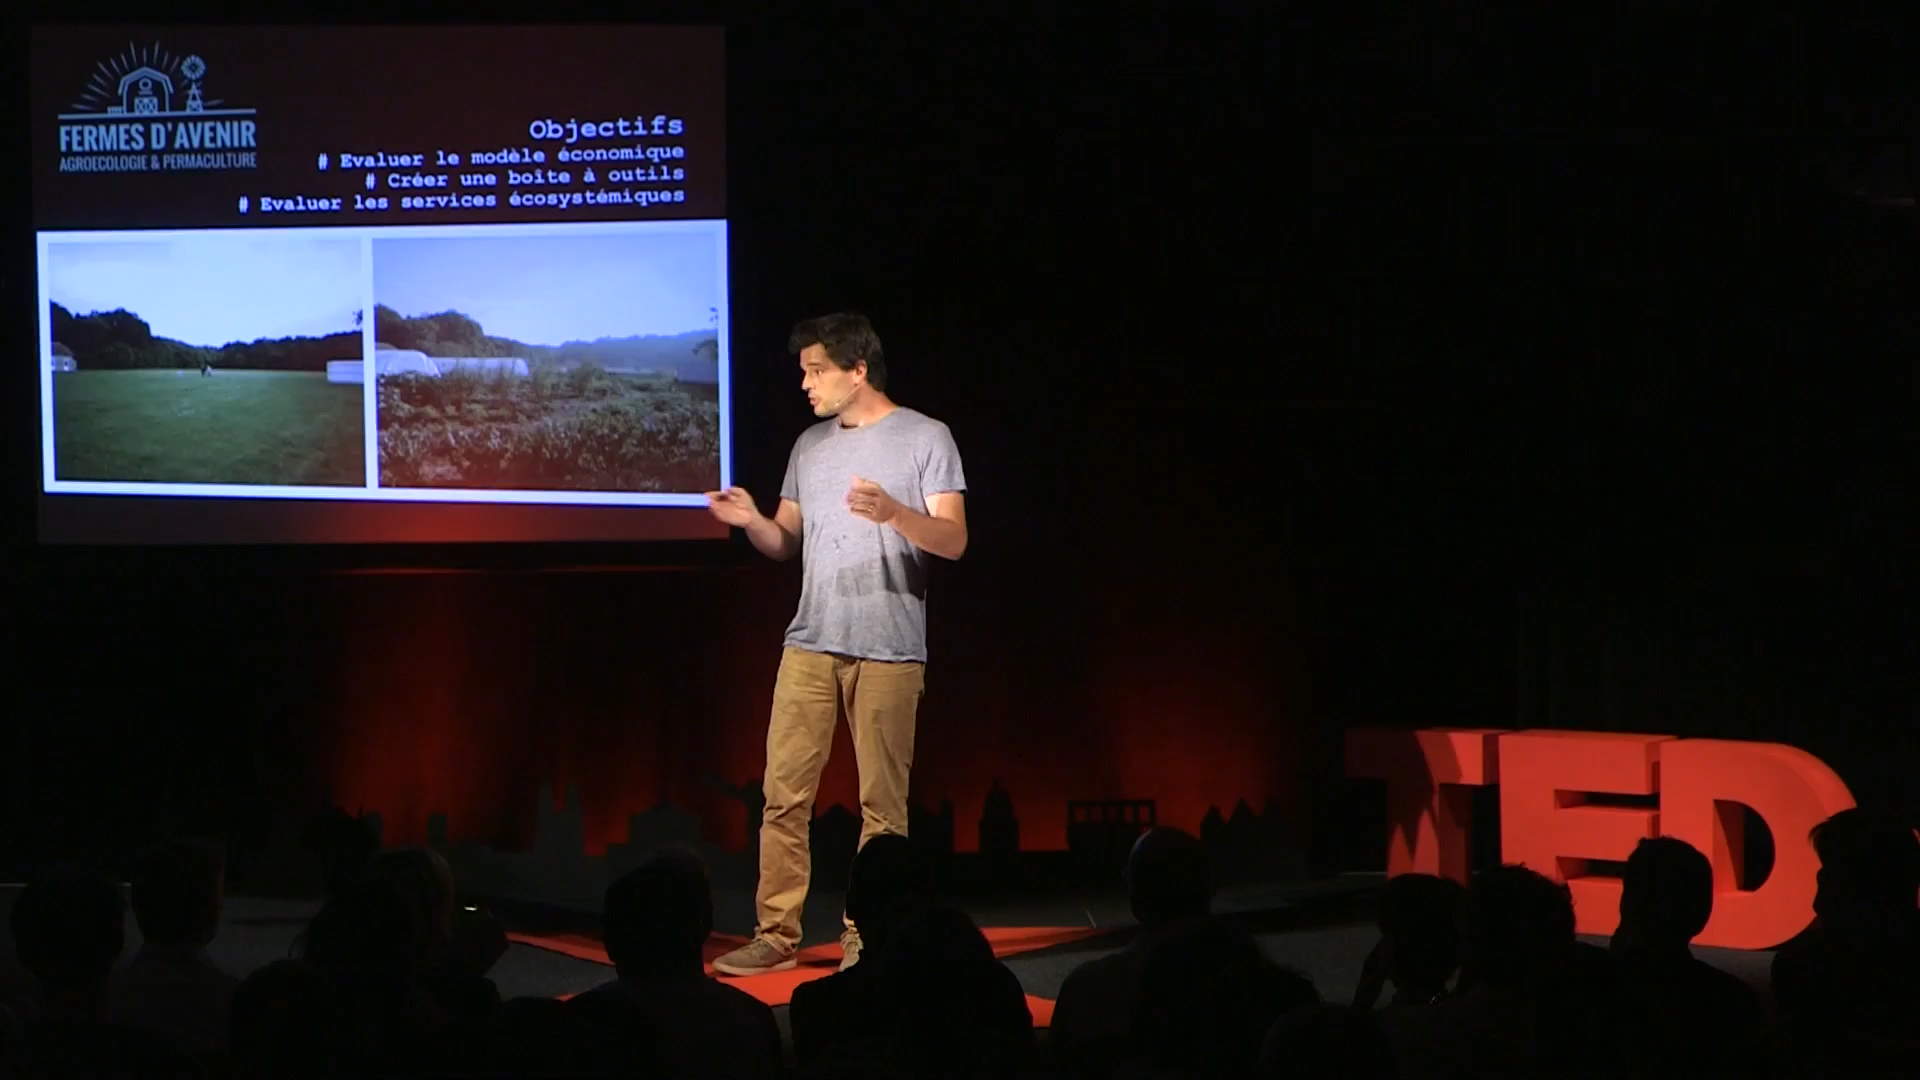 FERMES D'AVENIR
AGROECOLOGIE & PERMACULTURE
Objectifs
# Evaluer le modèle économique
# Créer une boîte à outils
# Evaluer les services écosystémiques
TED